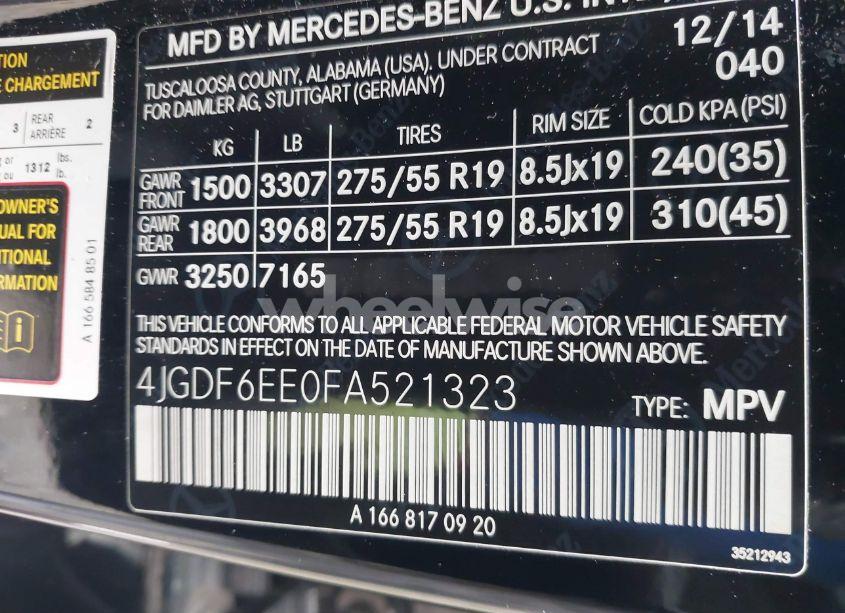 TION
E CHARGEMENT
3 REAR ARRIÈRE 2
or
ou 1312 lbs. lb.
OWNER'S
UAL FOR
ITIONAL
RMATION
A 166 584 85 01
MFD BY MERCEDES-BENZ U.S. INT
12/14
TUSCALOOSA COUNTY, ALABAMA (USA). UNDER CONTRACT
FOR DAIMLER AG, STUTTGART (GERMANY)
040
KG LB TIRES RIM SIZE COLD KPA (PSI)
GAWR FRONT 1500 3307 275/55 R19 8.5Jx19 240(35)
GAWR REAR 1800 3968 275/55 R19 8.5Jx19 310(45)
GVWR 3250 7165
wheelwise
THIS VEHICLE CONFORMS TO ALL APPLICABLE FEDERAL MOTOR VEHICLE SAFETY
STANDARDS IN EFFECT ON THE DATE OF MANUFACTURE SHOWN ABOVE.
4JGDF6EE0FA521323 TYPE: MPV
A 166 817 09 20
35212943